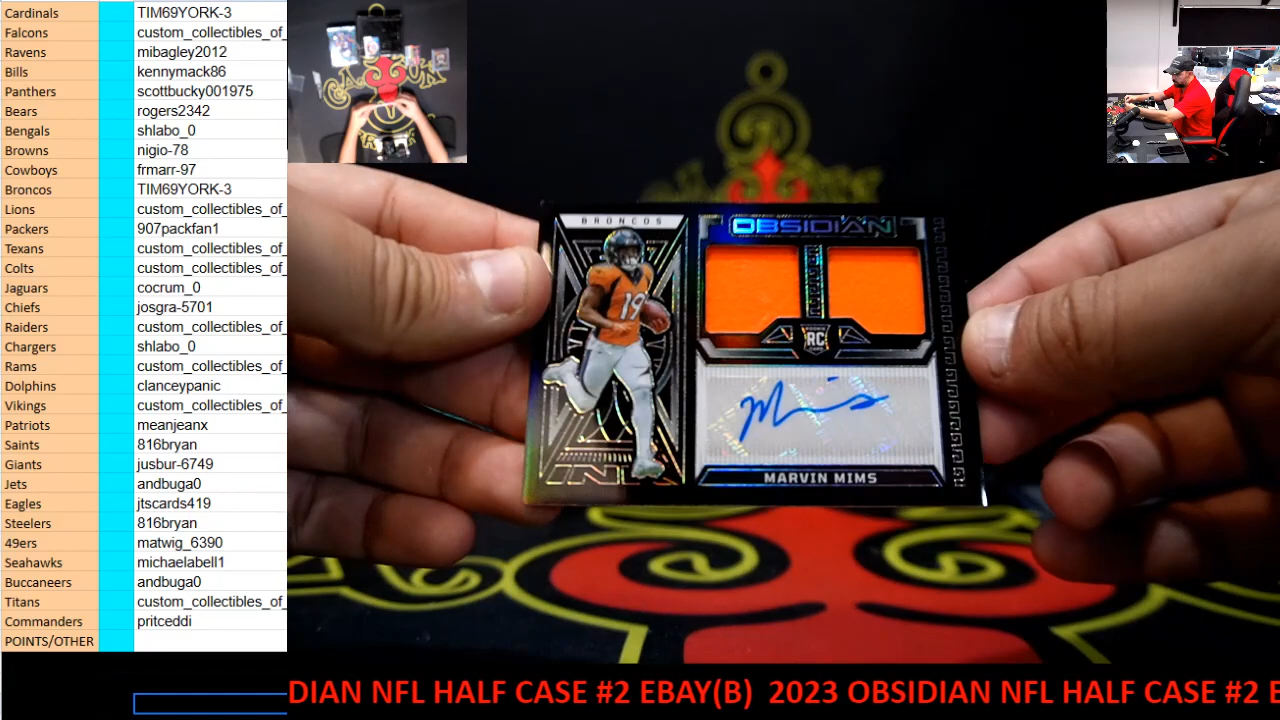 Cardinals TIM69YORK-3
Falcons custom_collectibles_of_
Ravens mibagley2012
Bills kennymack86
Panthers scottbucky001975
Bears rogers2342
Bengals shlabo_0
Browns nigio-78
Cowboys frmarr-97
Broncos TIM69YORK-3
Lions custom_collectibles_of_
Packers 907packfan1
Texans custom_collectibles_of_
Colts custom_collectibles_of_
Jaguars cocrum_0
Chiefs josgra-5701
Raiders custom_collectibles_of_
Chargers shlabo_0
Rams custom_collectibles_of_
Dolphins clanceypanic
Vikings custom_collectibles_of_
Patriots meanjeanx
Saints 816bryan
Giants jusbur-6749
Jets andbuga0
Eagles jtscards419
Steelers 816bryan
49ers matwig_6390
Seahawks michaelabell1
Buccaneers andbuga0
Titans custom_collectibles_of_
Commanders pritceddi
POINTS/OTHER
BRONCOS
19
INK
OBSIDIAN
RC
MARVIN MIMS
DIAN NFL HALF CASE #2 EBAY(B) 2023 OBSIDIAN NFL HALF CASE #2 E